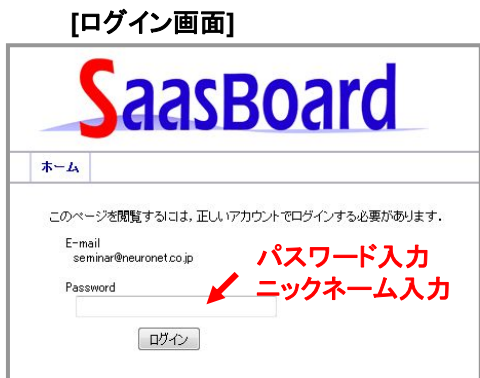 [ログイン画面]
SaasBoard
ホーム
このページを閲覧するには，正しいアカウントでログインする必要があります．
E-mail
seminar@neuronet.co.jp
パスワード入力
ニックネーム入力
Password
ログイン